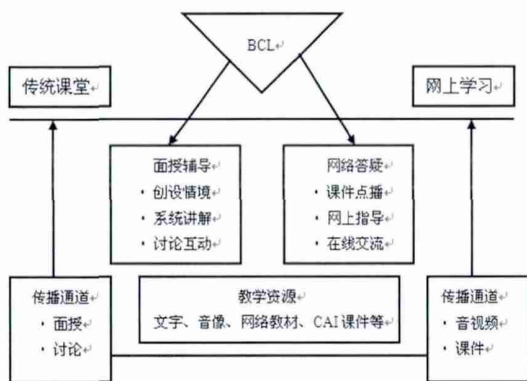 BCL
传统课堂
网上学习
面授辅导
· 创设情境
· 系统讲解
· 讨论互动
网络答疑
· 课件点播
· 网上指导
· 在线交流
传播通道
· 面授
· 讨论
教学资源
文字、音像、网络教材、CAI课件等
传播通道
· 音视频
· 课件